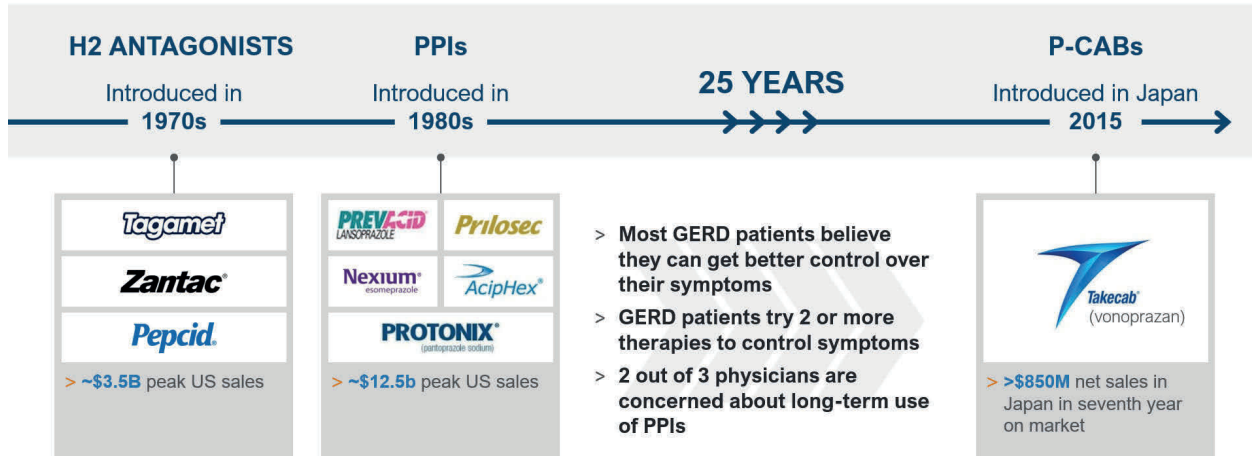 H2 ANTAGONISTS
Introduced in
1970s
PPIs
Introduced in
1980s
25 YEARS
P-CABs
Introduced in Japan
2015
Tagamet
Zantac®
Pepcid®
> ~$3.5B peak US sales
PREVACID®
LANSOPRAZOLE
Prilosec
Nexium®
esomeprazole
AcipHex®
PROTONIX®
(pantoprazole sodium)
> ~$12.5b peak US sales
> Most GERD patients believe
they can get better control over
their symptoms
> GERD patients try 2 or more
therapies to control symptoms
> 2 out of 3 physicians are
concerned about long-term use
of PPIs
Takecab®
(vonoprazan)
> >$850M net sales in
Japan in seventh year
on market